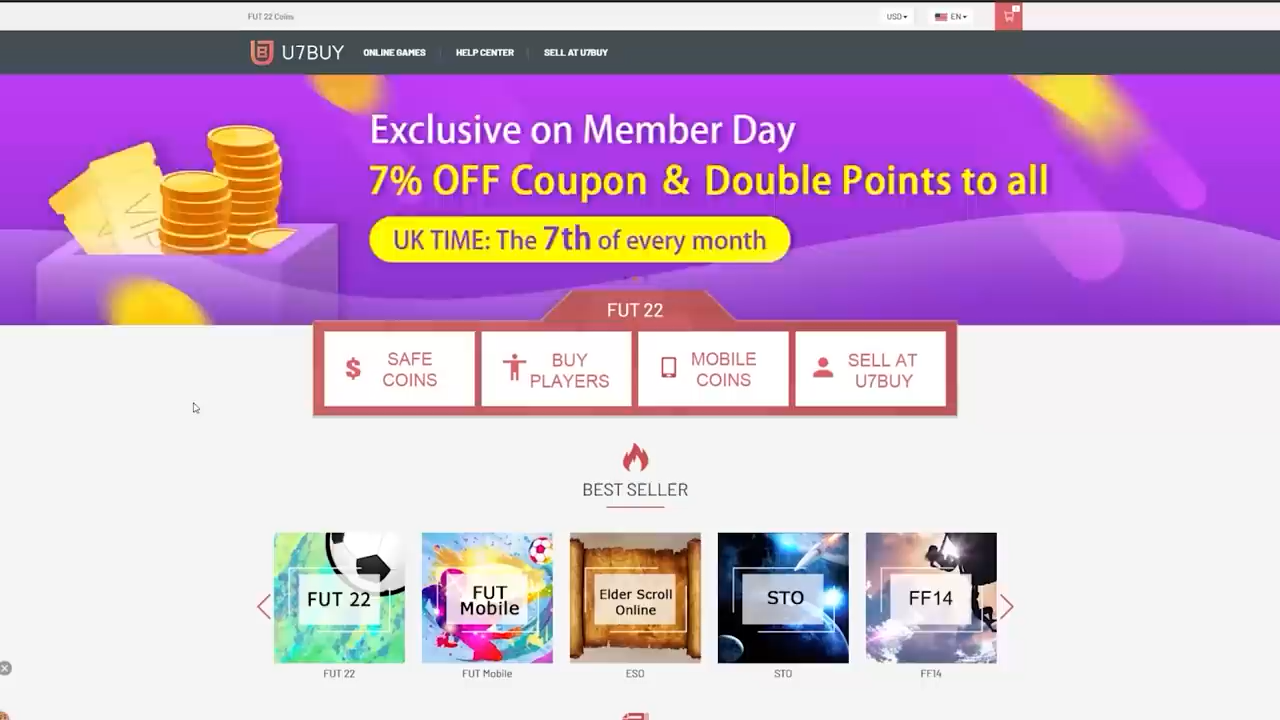 FUT 22 Coins
USD
EN
U7BUY
ONLINE GAMES
HELP CENTER
SELL AT U7BUY
Exclusive on Member Day
7% OFF Coupon & Double Points to all
UK TIME: The 7th of every month
FUT 22
SAFE
COINS
BUY
PLAYERS
MOBILE
COINS
SELL AT
U7BUY
BEST SELLER
FUT 22
FUT
Mobile
Elder Scroll
Online
STO
FF14
FUT 22
FUT Mobile
ESO
STO
FF14